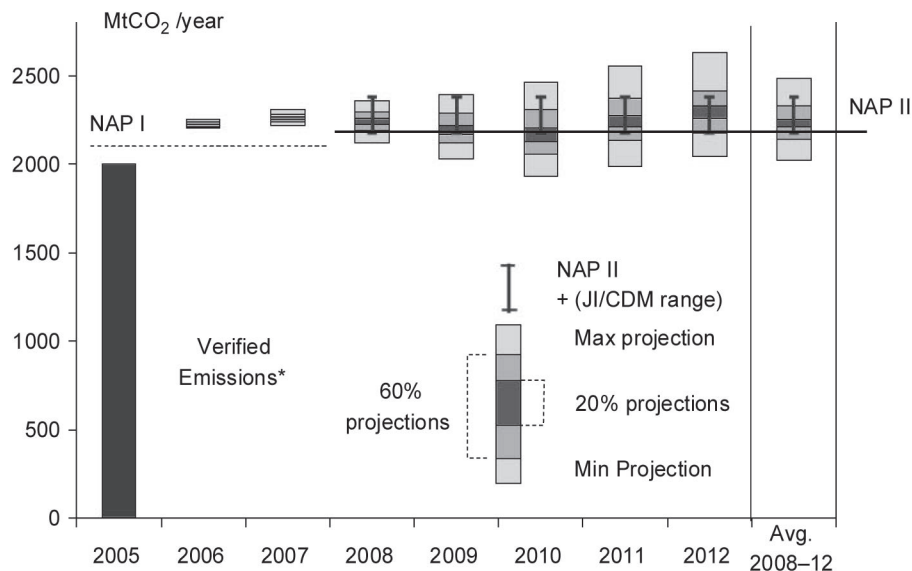 MtCO₂ /year
2500
NAP I
NAP II
2000
1500
NAP II
+ (JI/CDM range)
1000
Max projection
Verified
Emissions*
60%
projections
20% projections
500
Min Projection
0
2005 2006 2007 2008 2009 2010 2011 2012 Avg.
2008–12